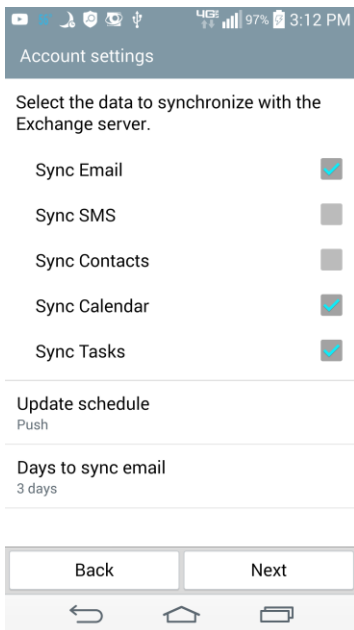 4G 97% 3:12 PM
Account settings
Select the data to synchronize with the
Exchange server.
Sync Email
Sync SMS
Sync Contacts
Sync Calendar
Sync Tasks
Update schedule
Push
Days to sync email
3 days
Back Next